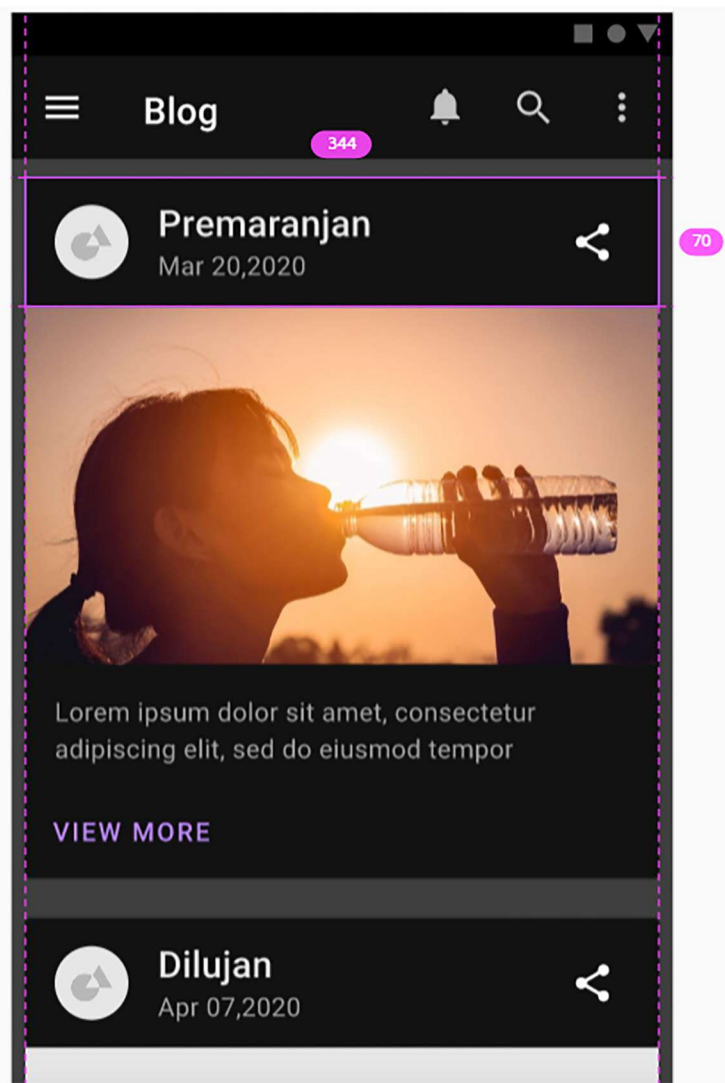 Blog
344
Premaranjan
Mar 20,2020
70
Lorem ipsum dolor sit amet, consectetur
adipiscing elit, sed do eiusmod tempor
VIEW MORE
Dilujan
Apr 07,2020